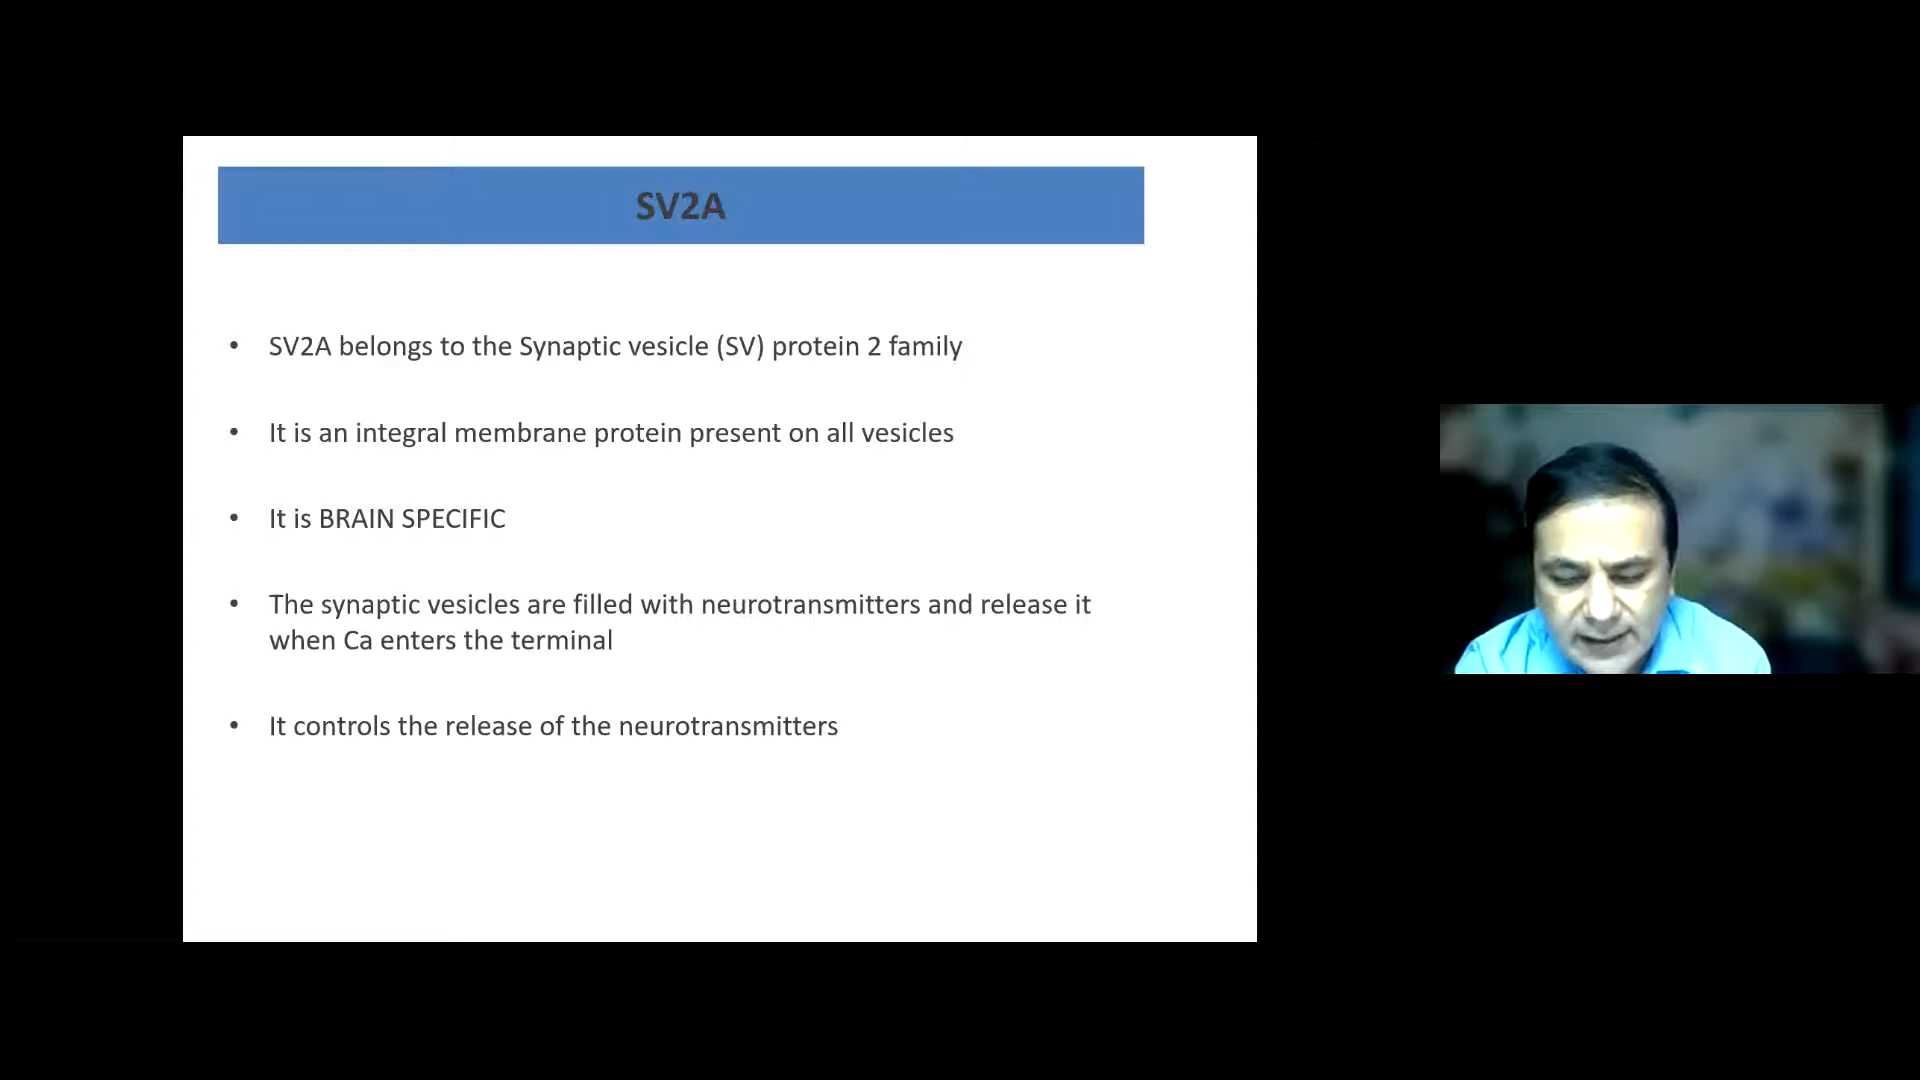 SV2A
• SV2A belongs to the Synaptic vesicle (SV) protein 2 family
• It is an integral membrane protein present on all vesicles
• It is BRAIN SPECIFIC
• The synaptic vesicles are filled with neurotransmitters and release it
when Ca enters the terminal
• It controls the release of the neurotransmitters